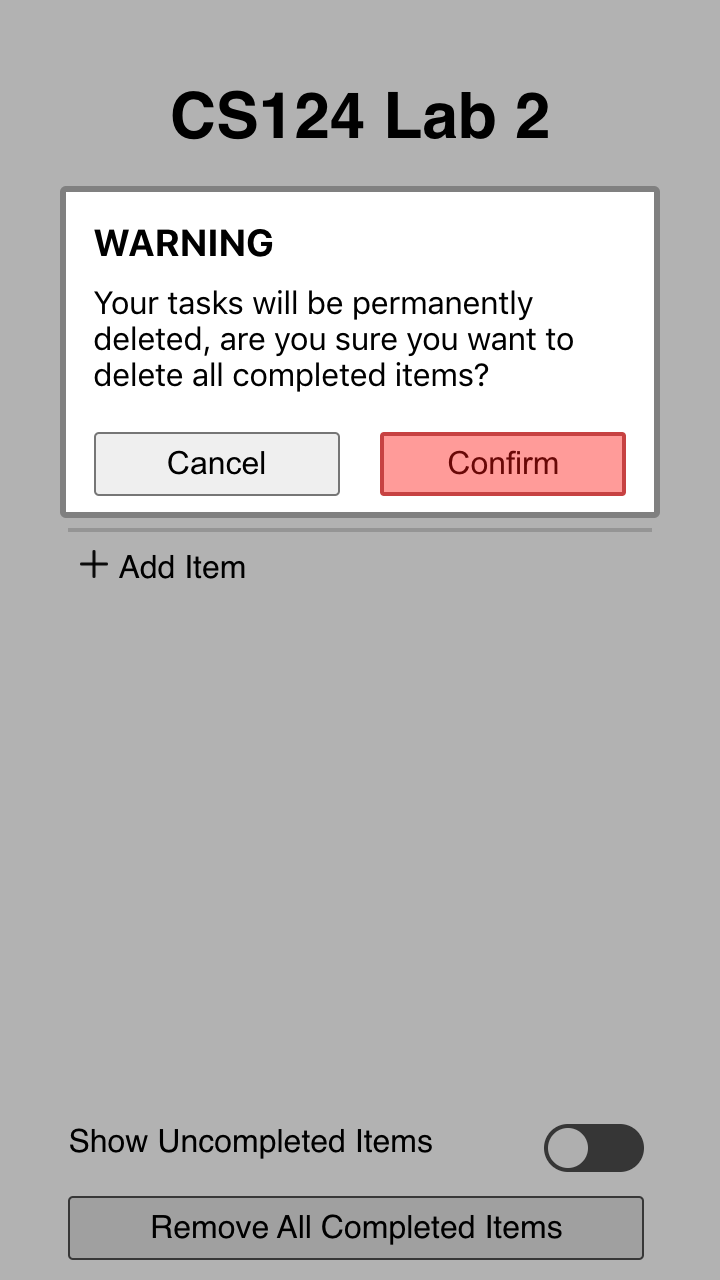 CS124 Lab 2
WARNING
Your tasks will be permanently
deleted, are you sure you want to
delete all completed items?
Cancel
Confirm
Add Item
Show Uncompleted Items
Remove All Completed Items